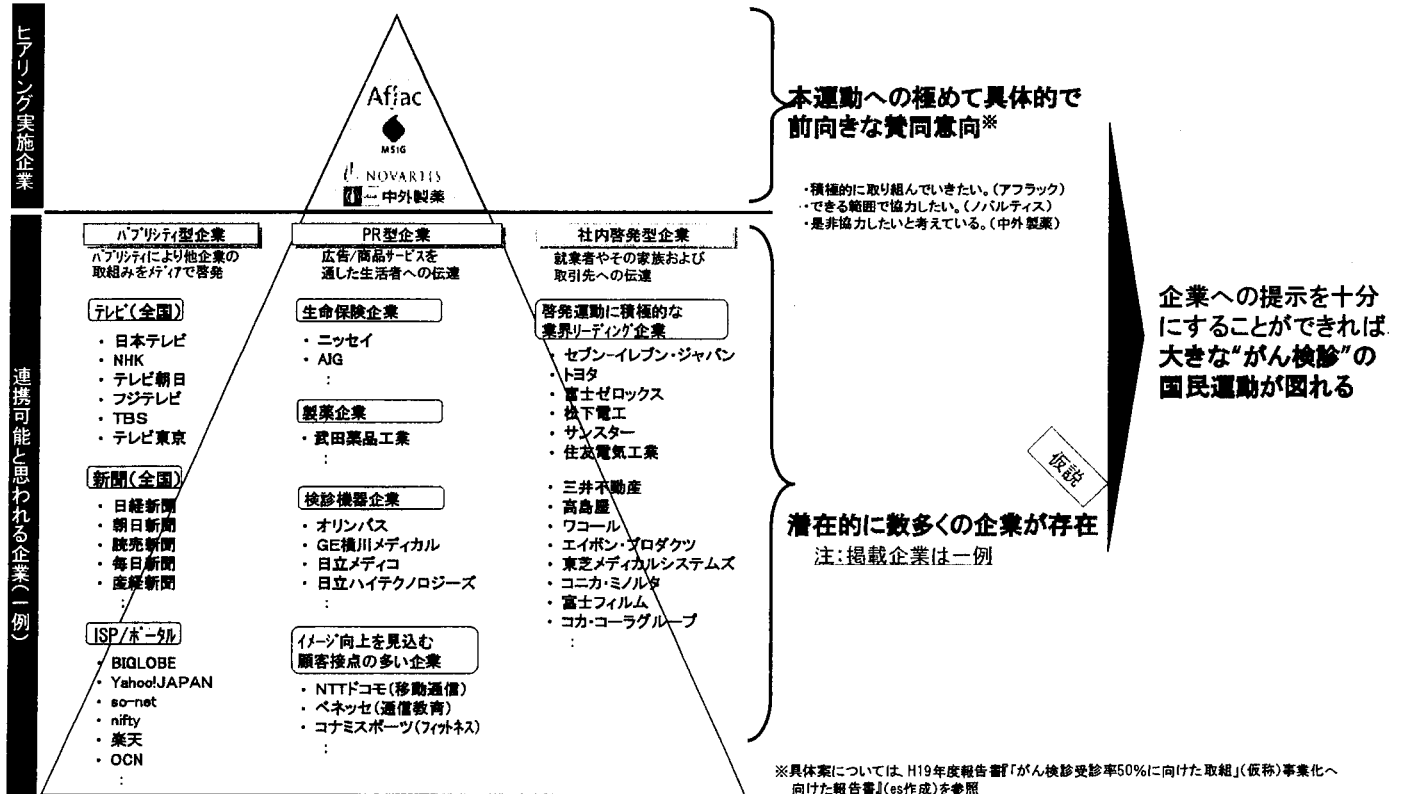 ヒアリング実施企業
Aflac
MSIG
NOVARTIS
中外製薬
本運動への極めて具体的で
前向きな賛同意向※
・積極的に取り組んでいきたい。(アフラック)
・できる範囲で協力したい。(ノバルティス)
・是非協力したいと考えている。(中外製薬)
連携可能と思われる企業(一例)
パブリシティ型企業
パブリシティにより他企業の
取組みをメディアで啓発
テレビ(全国)
・ 日本テレビ
・ NHK
・ テレビ朝日
・ フジテレビ
・ TBS
・ テレビ東京
新聞(全国)
・ 日経新聞
・ 朝日新聞
・読売新聞
・ 毎日新聞
・ 産経新聞
:
ISP/ポータル
・ BIGLOBE
・ Yahoo!JAPAN
・ so-net
・ nifty
・ 楽天
・ OCN
:
PR型企業
広告/商品サービスを
通した生活者への伝達
生命保険企業
・ ニッセイ
・ AIG
:
製薬企業
・ 武田薬品工業
:
検診機器企業
・ オリンパス
・ GE横川メディカル
・ 日立メディコ
・ 日立ハイテクノロジーズ
:
イメージ向上を見込む
顧客接点の多い企業
・ NTTドコモ(移動通信)
・ ベネッセ(通信教育)
・ コナミスポーツ(フィットネス)
:
社内啓発型企業
就業者やその家族および
取引先への伝達
啓発運動に積極的な
業界リーディング企業
・ セブン-イレブン・ジャパン
・ トヨタ
・ 富士ゼロックス
・ 松下電工
・ サンスター
・ 住友電気工業
・ 三井不動産
・ 高島屋
・ ワコール
・ エイボン・プロダクツ
・ 東芝メディカルシステムズ
・ コニカ・ミノルタ
・ 富士フィルム
・ コカ・コーラグループ
:
潜在的に数多くの企業が存在
注:掲載企業は一例
仮説
企業への提示を十分
にすることができれば
大きな“がん検診”の
国民運動が図れる
※具体案については、H19年度報告書『「がん検診受診率50%に向けた取組」(仮称)事業化へ
向けた報告書』(es作成)を参照